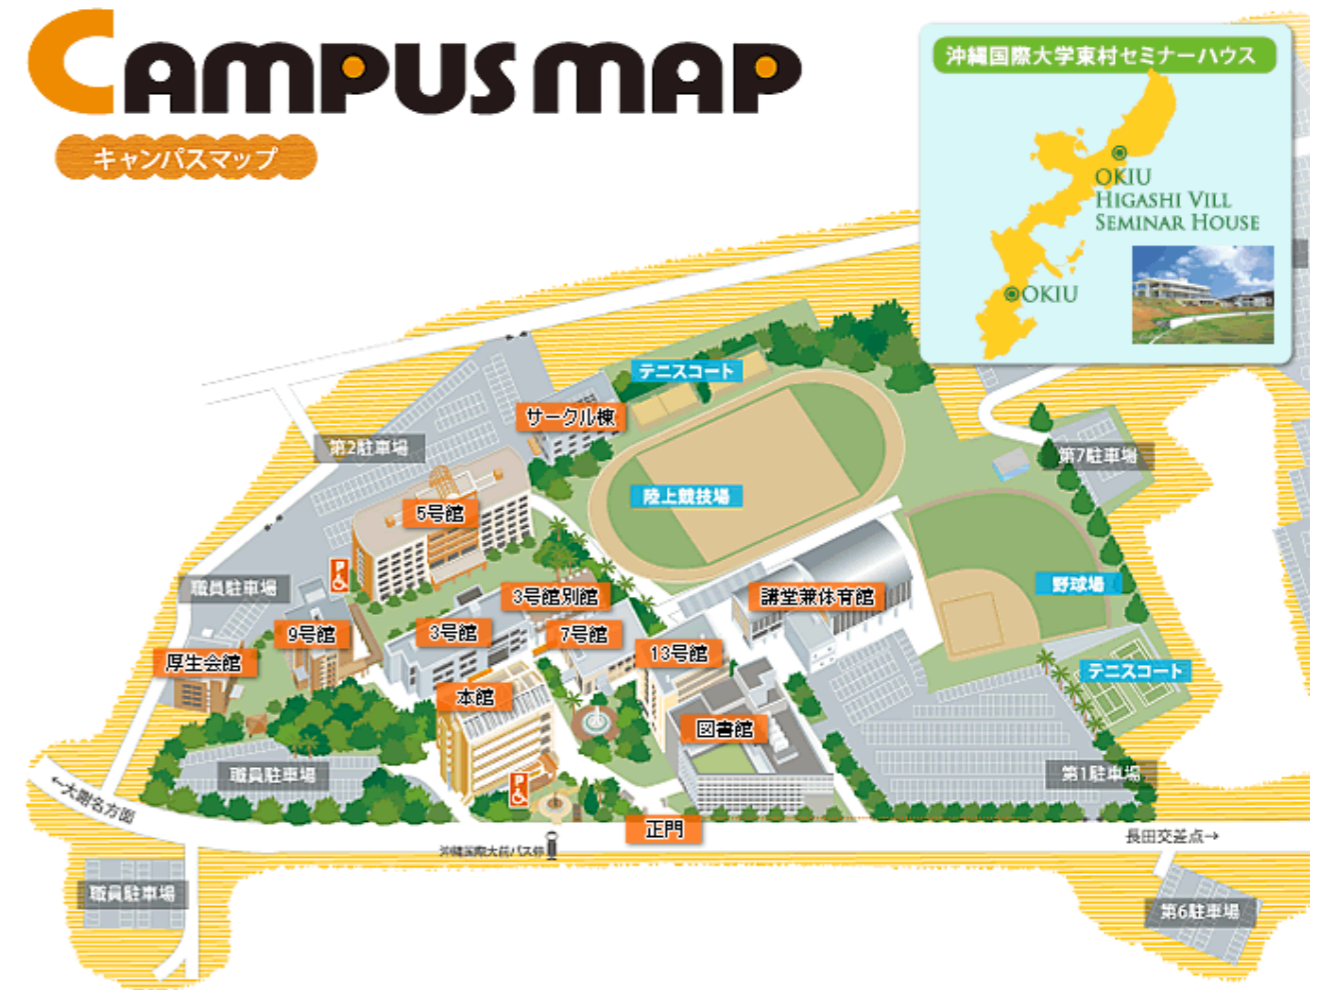 CAMPUS MAP
キャンパスマップ
沖縄国際大学東村セミナーハウス
OKIU
HIGASHI VILL
SEMINAR HOUSE
OKIU
テニスコート
サークル棟
第2駐車場
第7駐車場
陸上競技場
5号館
P
職員駐車場
3号館別館
講堂兼体育館
野球場
9号館
3号館
7号館
13号館
厚生会館
テニスコート
本館
図書館
職員駐車場
P
第1駐車場
←大謝名方面
正門
長田交差点→
沖縄国際大前バス停
職員駐車場
第6駐車場